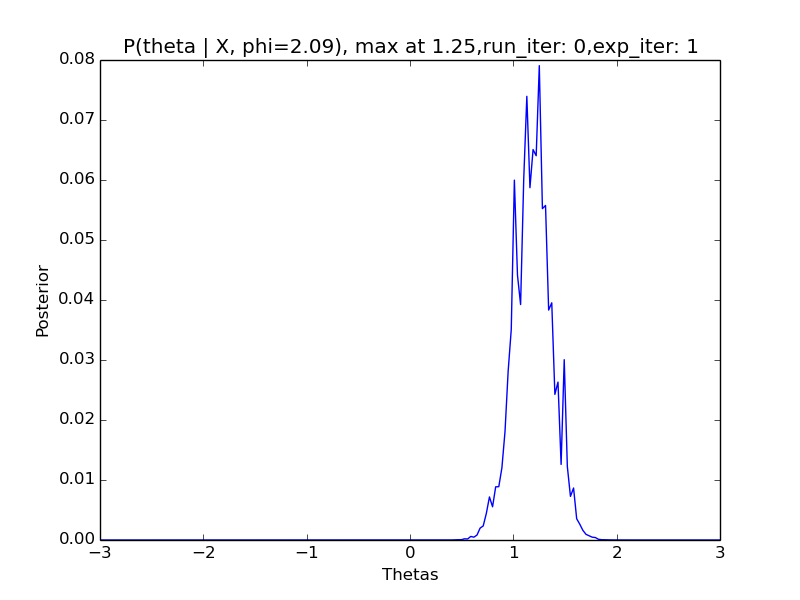 P(theta | X, phi=2.09), max at 1.25,run_iter: 0,exp_iter: 1
0.08
0.07
0.06
0.05
0.04
0.03
0.02
0.01
0.00
Posterior
−3 −2 −1 0 1 2 3
Thetas